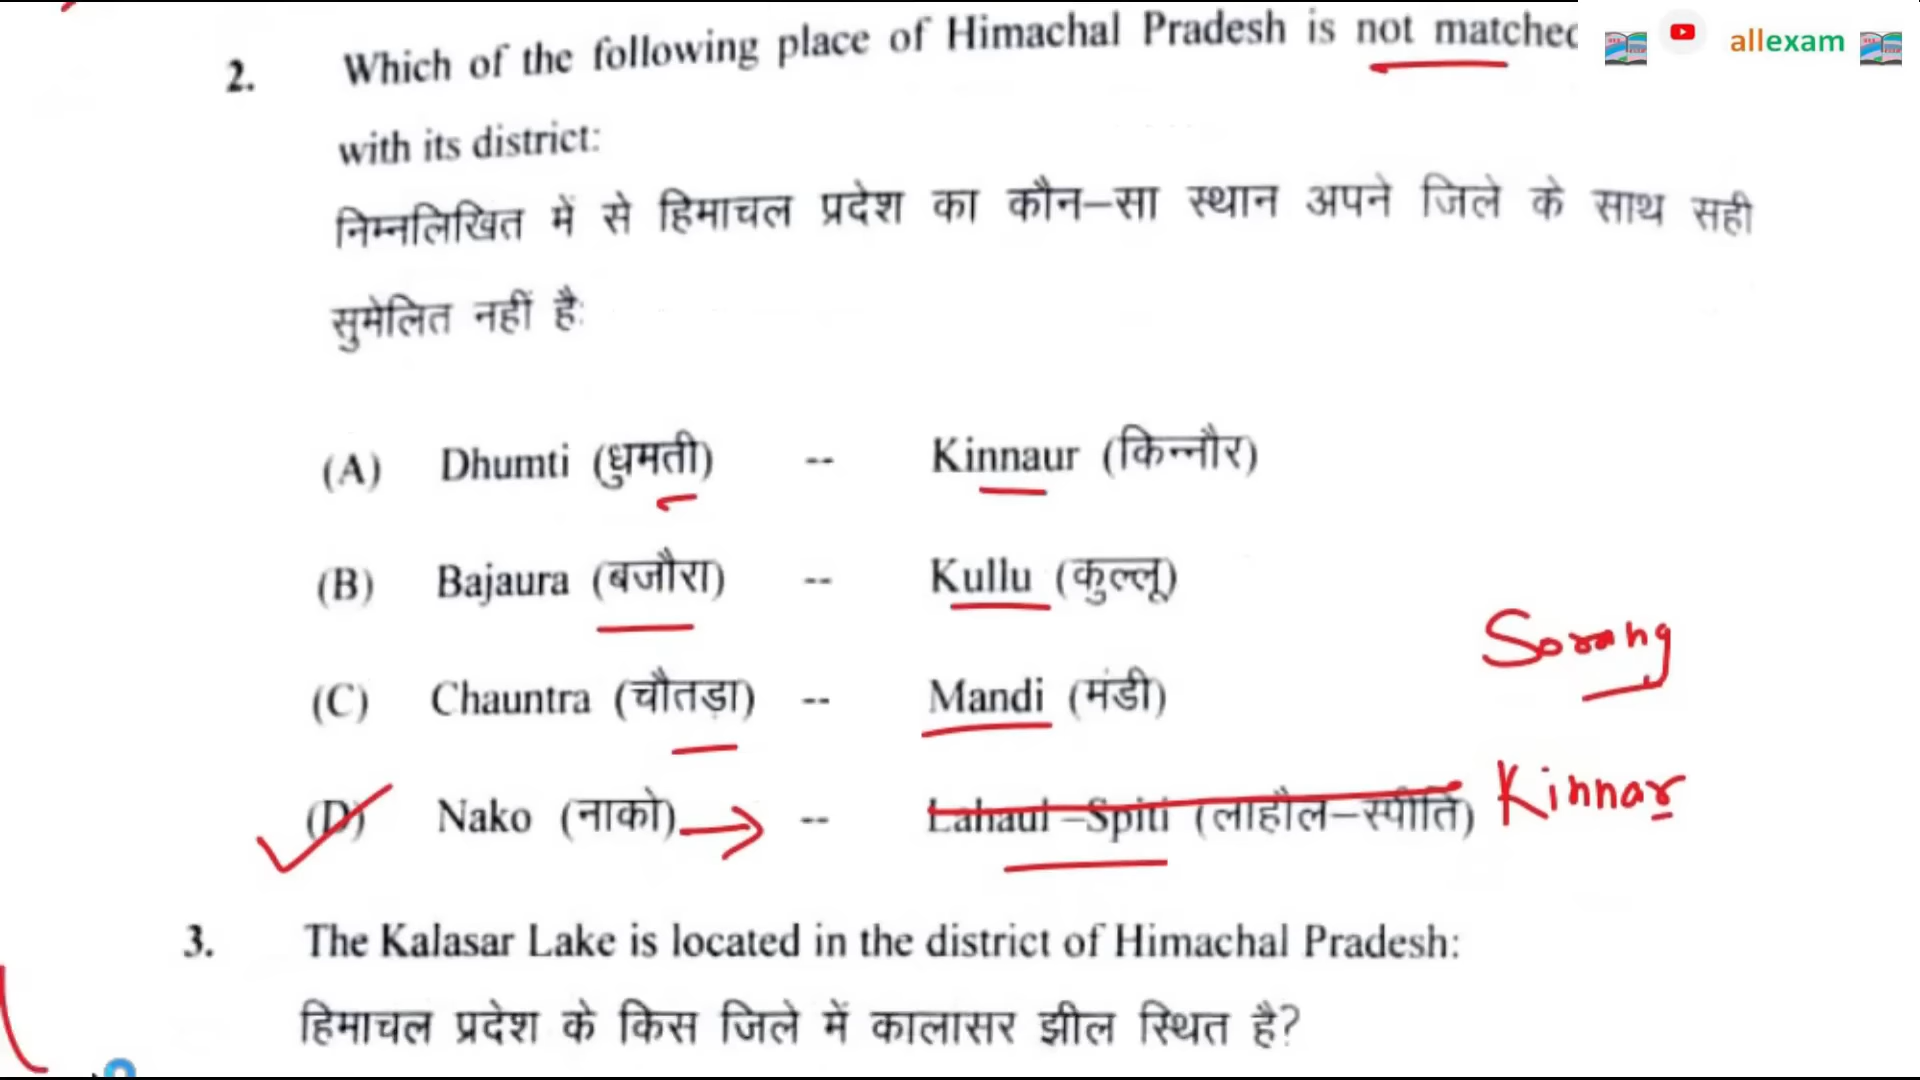 2. Which of the following place of Himachal Pradesh is not matched
allexam
with its district:
निम्नलिखित में से हिमाचल प्रदेश का कौन–सा स्थान अपने जिले के साथ सही
सुमेलित नहीं है:
(A) Dhumti (धुमती) -- Kinnaur (किन्नौर)
(B) Bajaura (बजौरा) -- Kullu (कुल्लू)
Sorang
(C) Chauntra (चौतड़ा) -- Mandi (मंडी)
(D) Nako (नाको) -- Lahaul –Spiti (लाहौल–स्पीति) Kinnar
3. The Kalasar Lake is located in the district of Himachal Pradesh:
हिमाचल प्रदेश के किस जिले में कालासर झील स्थित है?